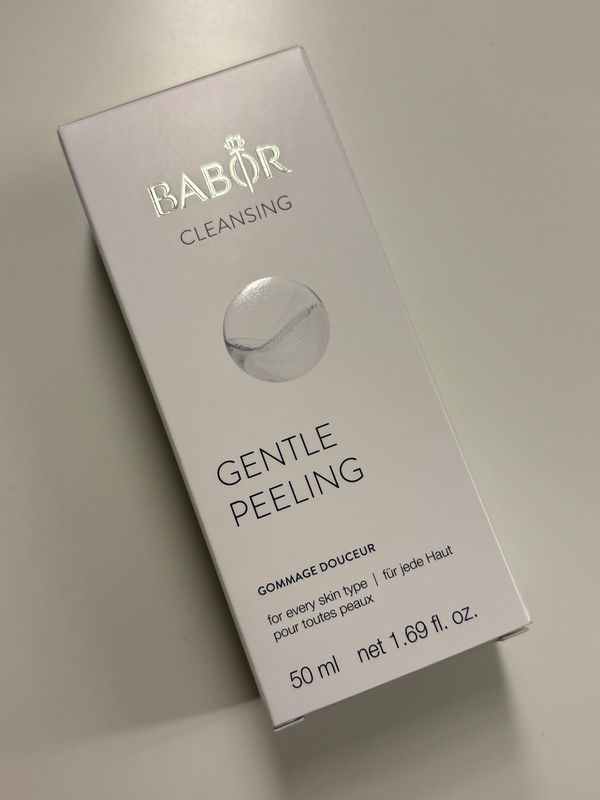 BABOR
CLEANSING
GENTLE
PEELING
GOMMAGE DOUCEUR
for every skin type | für jede Haut
pour toutes peaux
50 ml net 1.69 fl. oz.